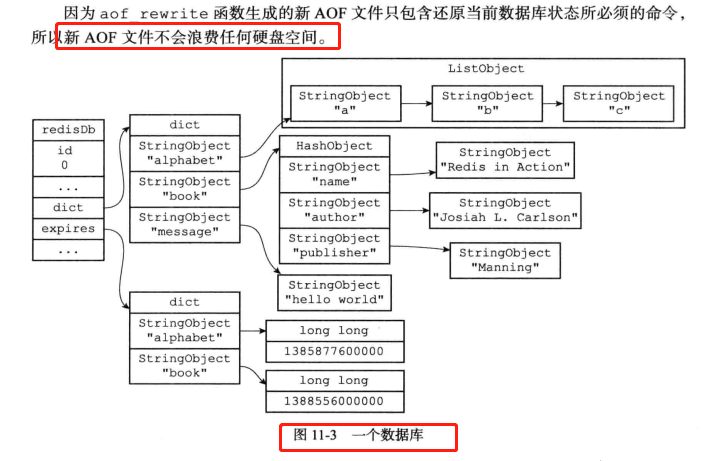 因为 aof_rewrite 函数生成的新 AOF 文件只包含还原当前数据库状态所必须的命令，
所以新 AOF 文件不会浪费任何硬盘空间。
ListObject
StringObject
"a"
StringObject
"b"
StringObject
"c"
redisDb
id
0
...
dict
expires
...
dict
StringObject
"alphabet"
StringObject
"book"
StringObject
"message"
HashObject
StringObject
"name"
StringObject
"author"
StringObject
"publisher"
StringObject
"Redis in Action"
StringObject
"Josiah L. Carlson"
StringObject
"Manning"
StringObject
"hello world"
dict
StringObject
"alphabet"
StringObject
"book"
long long
1385877600000
long long
1388556000000
图 11-3 一个数据库